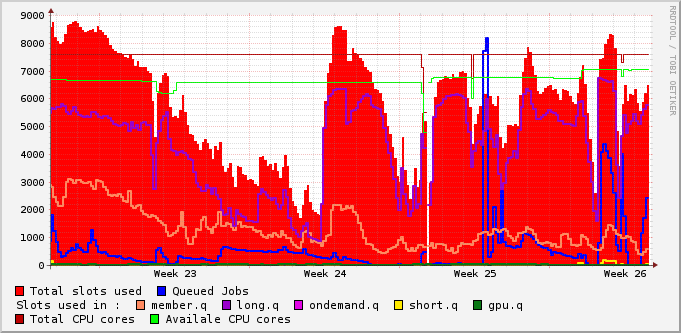 9000
8000
7000
6000
5000
4000
3000
2000
1000
0
Week 23 Week 24 Week 25 Week 26
Total slots used Queued Jobs
Slots used in : member.q long.q ondemand.q short.q gpu.q
Total CPU cores Availale CPU cores
RRDTOOL / TOBI OETIKER